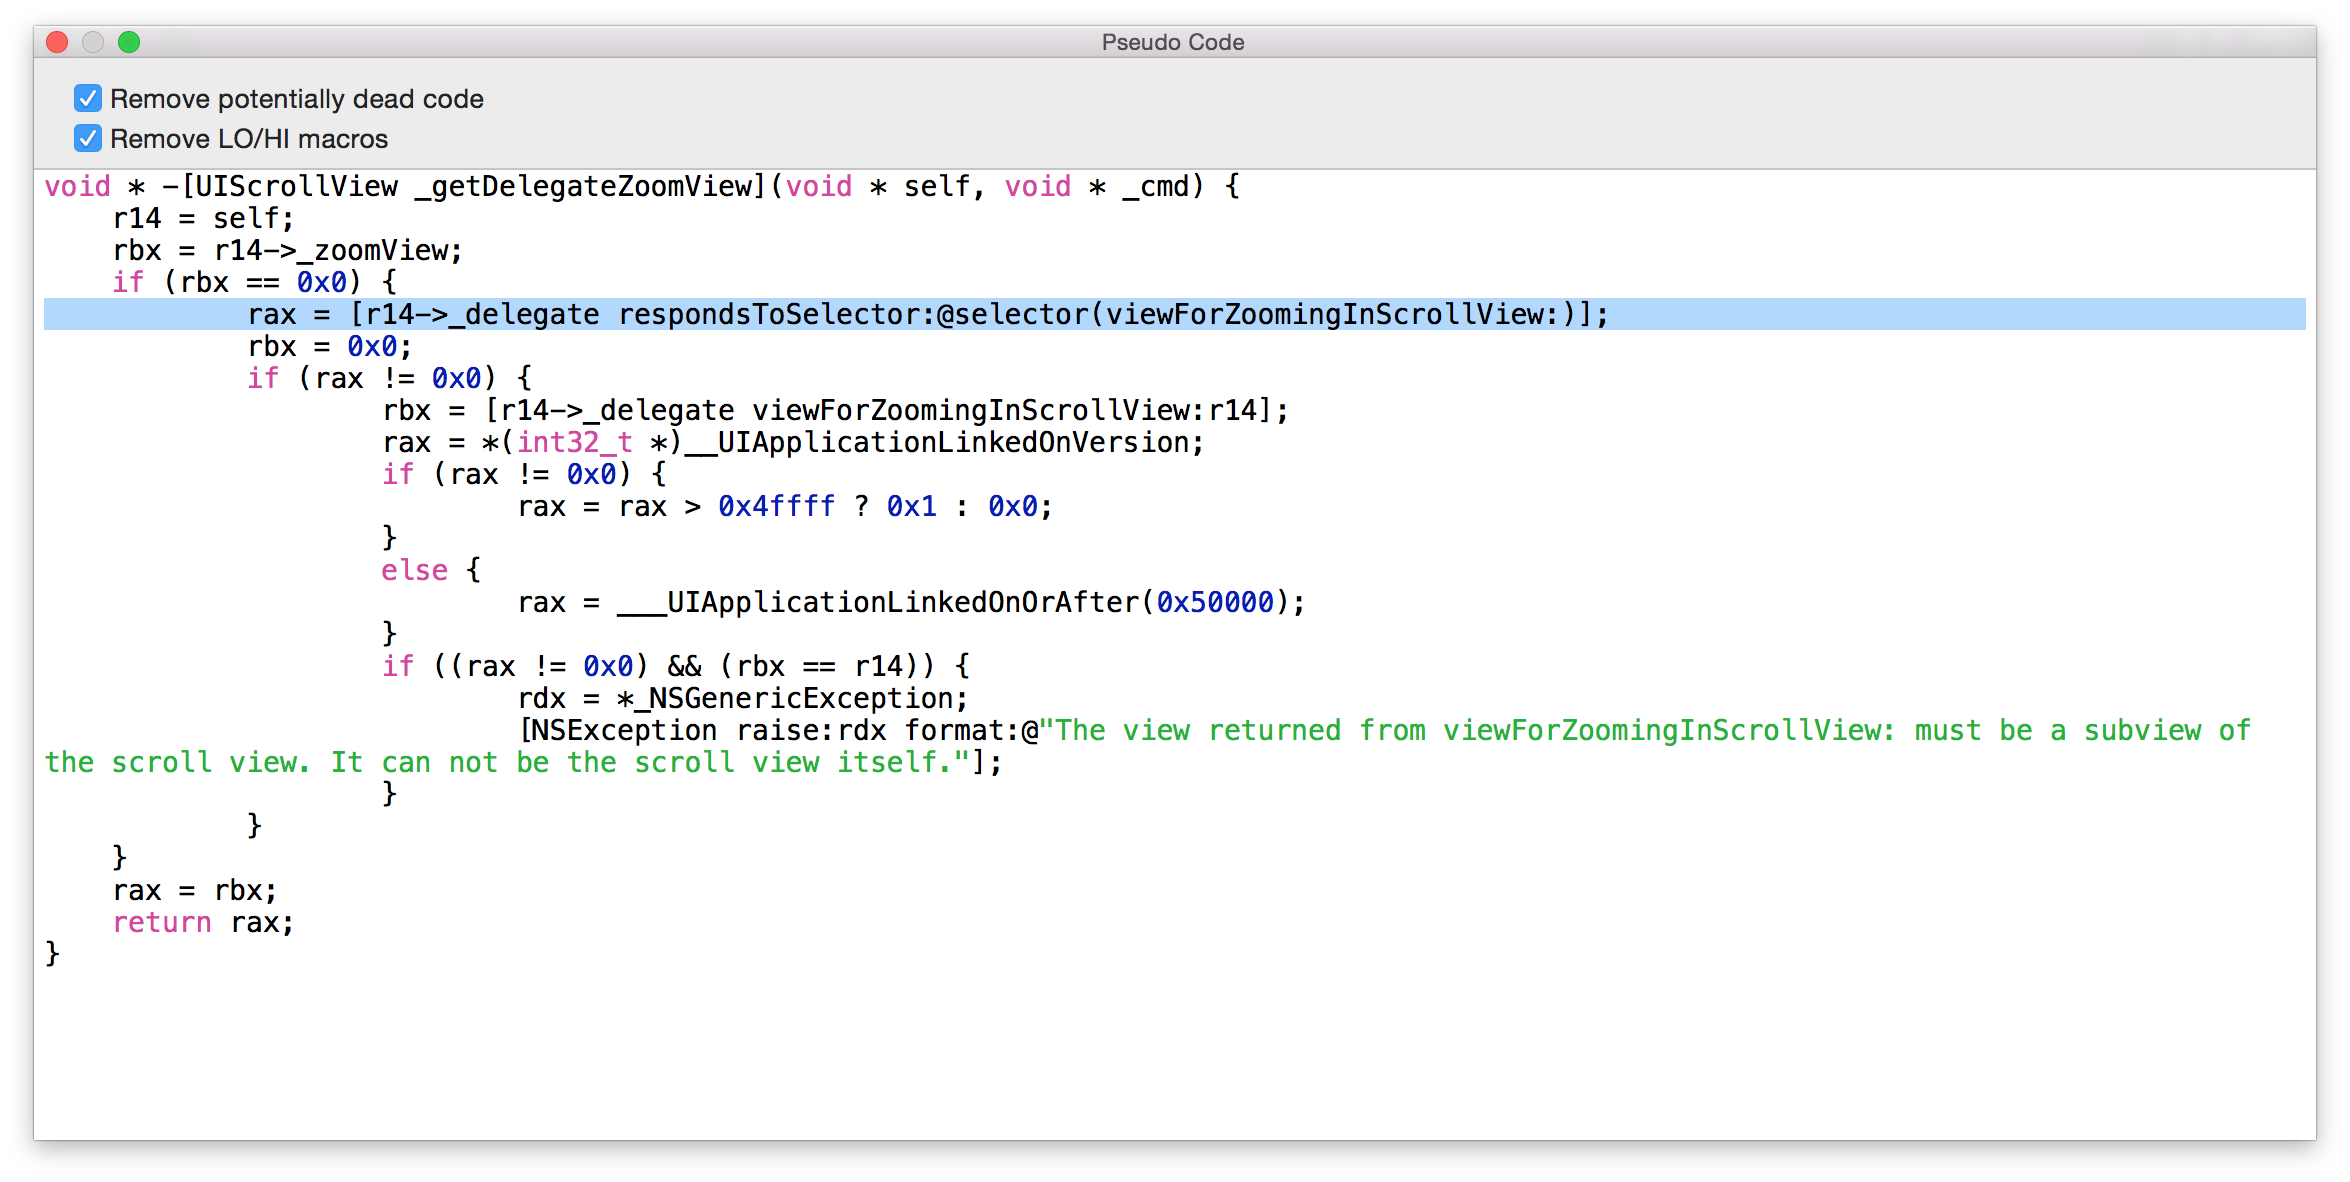 Pseudo Code
Remove potentially dead code
Remove LO/HI macros
void * -[UIScrollView _getDelegateZoomView](void * self, void * _cmd) {
    r14 = self;
    rbx = r14->_zoomView;
    if (rbx == 0x0) {
            rax = [r14->_delegate respondsToSelector:@selector(viewForZoomingInScrollView:)];
            rbx = 0x0;
            if (rax != 0x0) {
                    rbx = [r14->_delegate viewForZoomingInScrollView:r14];
                    rax = *(int32_t *)__UIApplicationLinkedOnVersion;
                    if (rax != 0x0) {
                            rax = rax > 0x4ffff ? 0x1 : 0x0;
                    }
                    else {
                            rax = ___UIApplicationLinkedOnOrAfter(0x50000);
                    }
                    if ((rax != 0x0) && (rbx == r14)) {
                            rdx = *_NSGenericException;
                            [NSException raise:rdx format:@"The view returned from viewForZoomingInScrollView: must be a subview of
the scroll view. It can not be the scroll view itself."];
                    }
            }
    }
    rax = rbx;
    return rax;
}